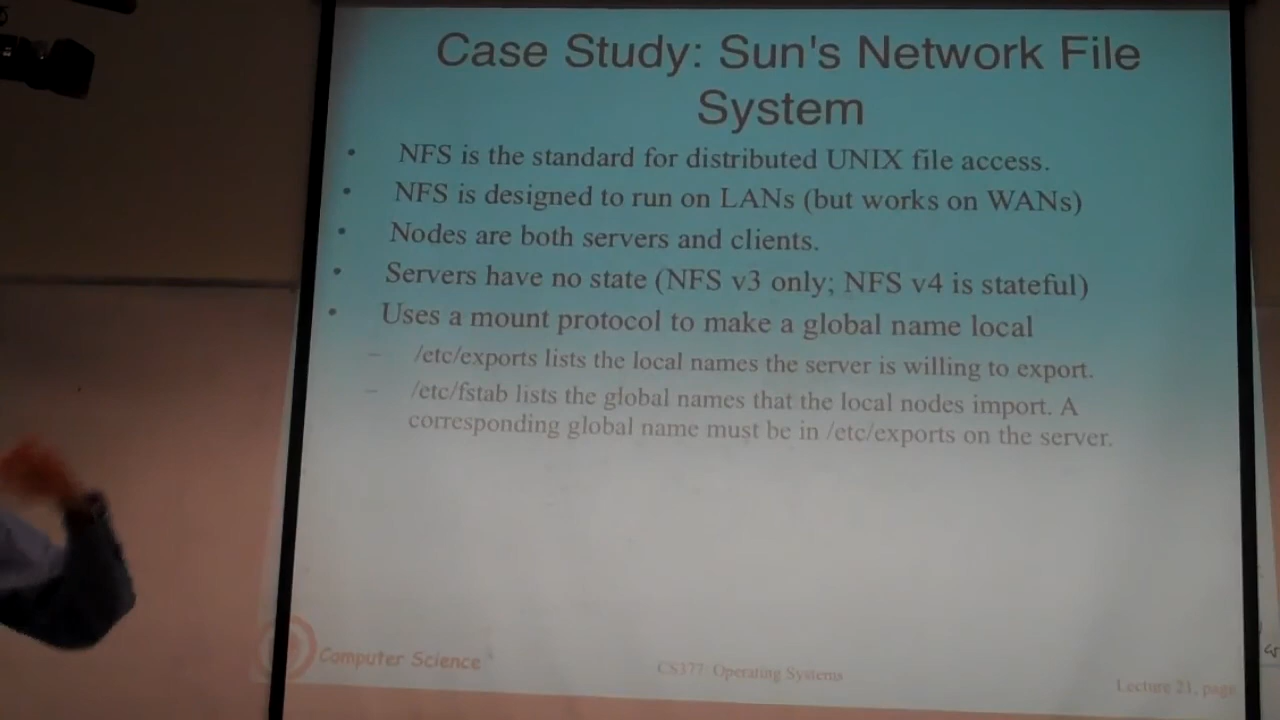 Case Study: Sun's Network File
System
• NFS is the standard for distributed UNIX file access.
• NFS is designed to run on LANs (but works on WANs)
• Nodes are both servers and clients.
• Servers have no state (NFS v3 only; NFS v4 is stateful)
• Uses a mount protocol to make a global name local
– /etc/exports lists the local names the server is willing to export.
– /etc/fstab lists the global names that the local nodes import. A
corresponding global name must be in /etc/exports on the server.
Computer Science
CS377: Operating Systems
Lecture 21, page